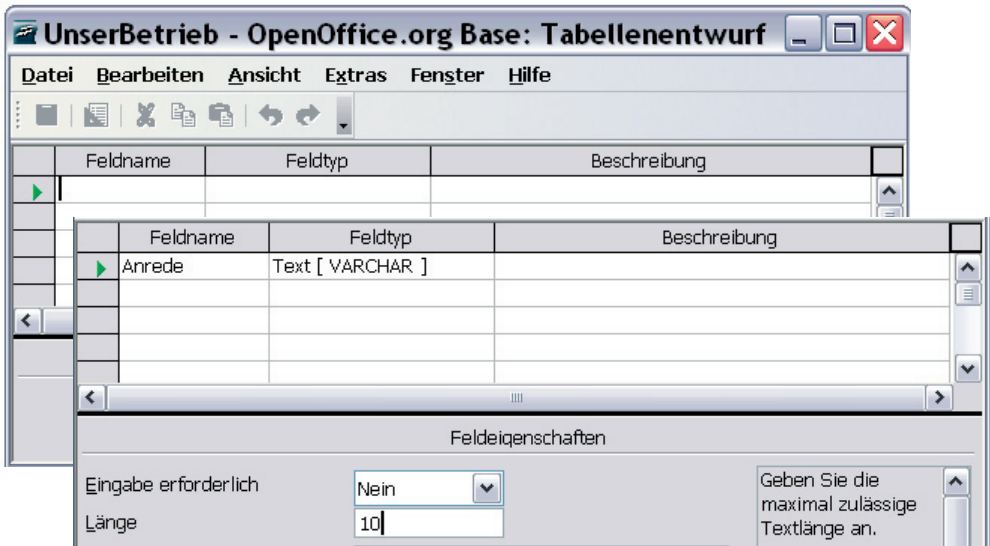 UnserBetrieb - OpenOffice.org Base: Tabellenentwurf
Datei Bearbeiten Ansicht Extras Fenster Hilfe
Feldname Feldtyp Beschreibung
Feldname Feldtyp Beschreibung
Anrede Text [ VARCHAR ]
Feldeigenschaften
Eingabe erforderlich Nein
Länge 10
Geben Sie die
maximal zulässige
Textlänge an.